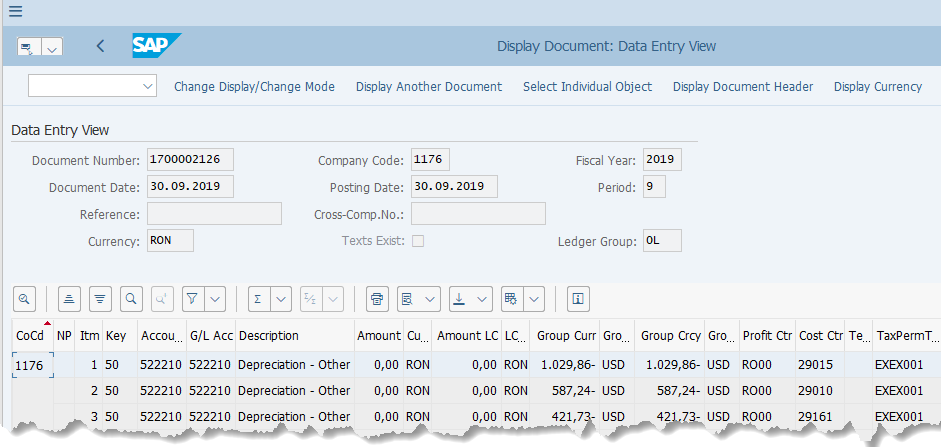 SAP Display Document: Data Entry View
Change Display/Change Mode Display Another Document Select Individual Object Display Document Header Display Currency
Data Entry View
Document Number: 1700002126 Company Code: 1176 Fiscal Year: 2019
Document Date: 30.09.2019 Posting Date: 30.09.2019 Period: 9
Reference: Cross-Comp.No.:
Currency: RON Texts Exist: Ledger Group: 0L
CoCd NP Itm Key Accou... G/L Acc Description Amount Cu... Amount LC LC... Group Curr Gro... Group Crcy Gro... Profit Ctr Cost Ctr Te... TaxPermT...
1176 1 50 522210 522210 Depreciation - Other 0,00 RON 0,00 RON 1.029,86- USD 1.029,86- USD RO00 29015 EXEX001
2 50 522210 522210 Depreciation - Other 0,00 RON 0,00 RON 587,24- USD 587,24- USD RO00 29010 EXEX001
3 50 522210 522210 Depreciation - Other 0,00 RON 0,00 RON 421,73- USD 421,73- USD RO00 29161 EXEX001